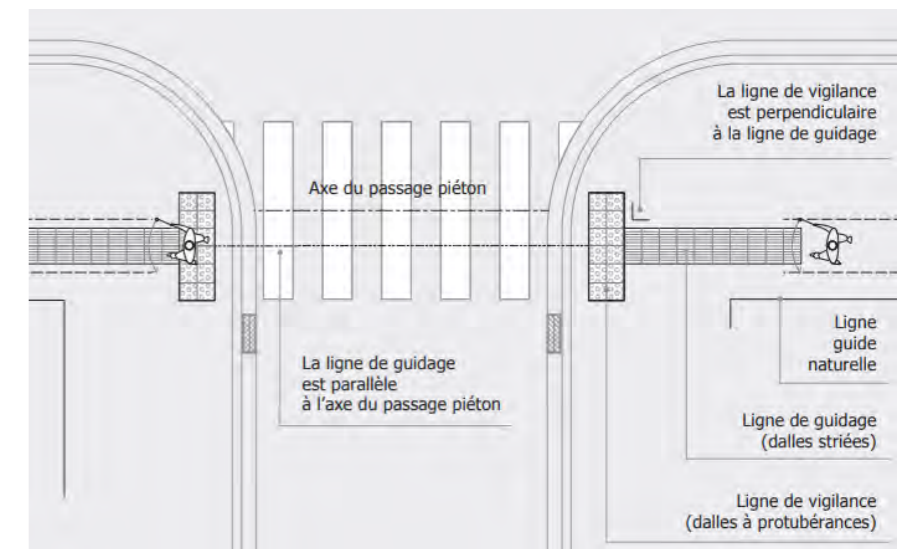 La ligne de vigilance
est perpendiculaire
à la ligne de guidage
Axe du passage piéton
Ligne
guide
naturelle
La ligne de guidage
est parallèle
à l'axe du passage piéton
Ligne de guidage
(dalles striées)
Ligne de vigilance
(dalles à protubérances)